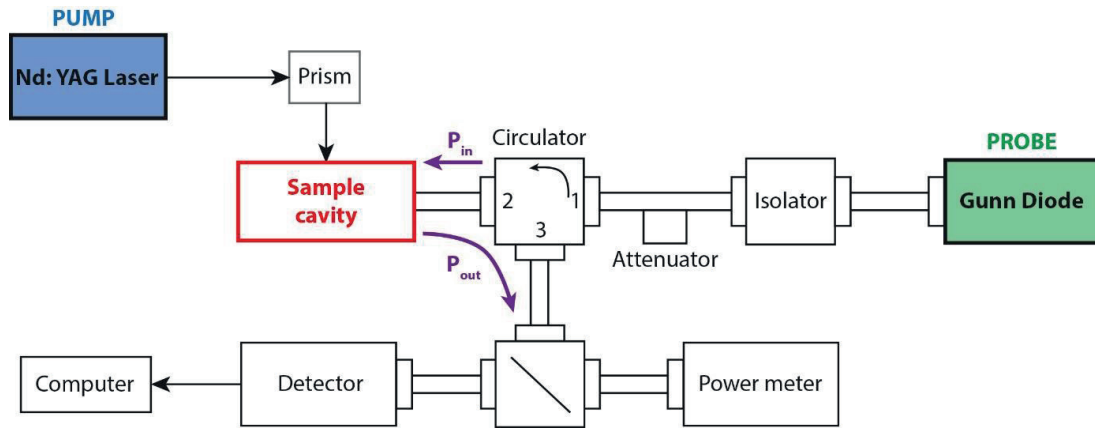 PUMP
Nd: YAG Laser
Prism
Circulator
P_in
PROBE
Sample
cavity
2
1
3
Isolator
Gunn Diode
Attenuator
P_out
Computer
Detector
Power meter